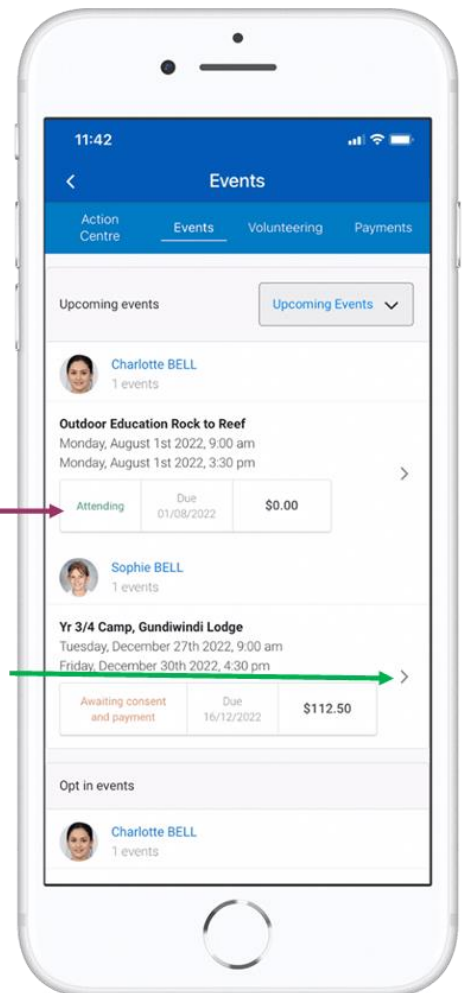 11:42
Events
Action
Centre
Events
Volunteering
Payments
Upcoming events
Upcoming Events
Charlotte BELL
1 events
Outdoor Education Rock to Reef
Monday, August 1st 2022, 9:00 am
Monday, August 1st 2022, 3:30 pm
Attending
Due
01/08/2022
$0.00
Sophie BELL
1 events
Yr 3/4 Camp, Gundiwindi Lodge
Tuesday, December 27th 2022, 9:00 am
Friday, December 30th 2022, 4:30 pm
Awaiting consent
and payment
Due
16/12/2022
$112.50
Opt in events
Charlotte BELL
1 events